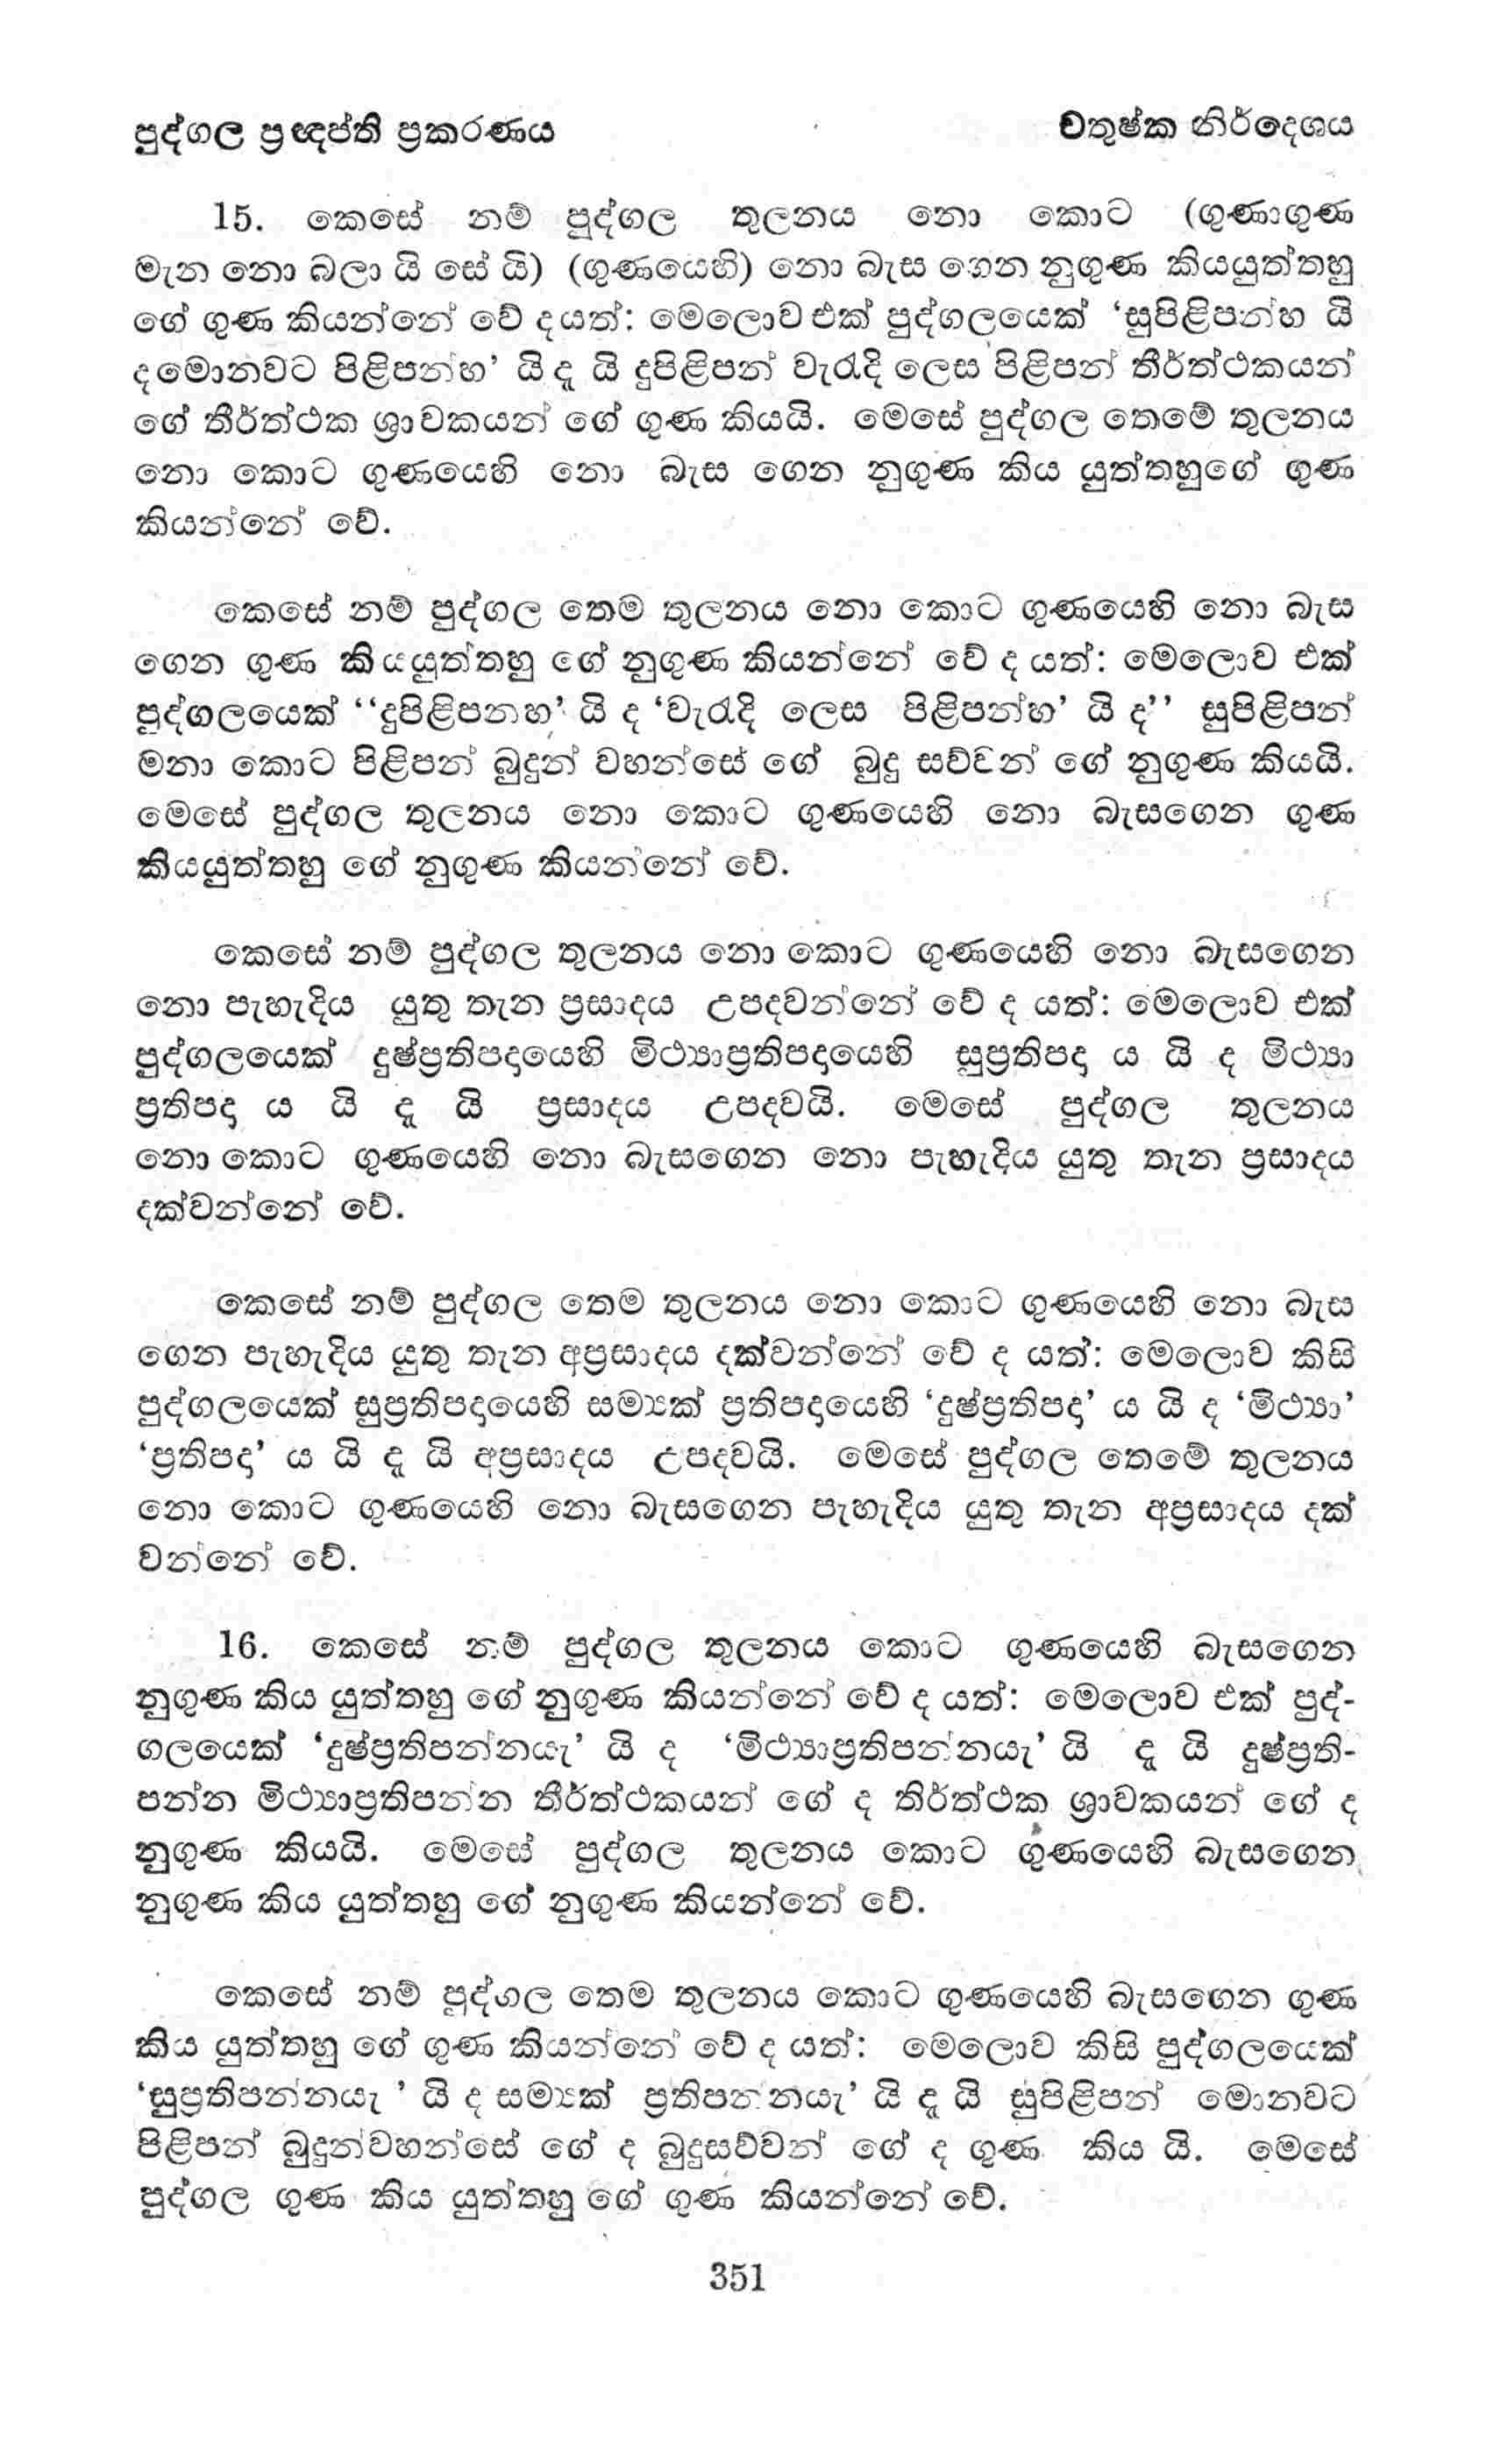 පුද්ගල ප්‍රඥප්ති ප්‍රකරණය
චතුෂ්ක නිර්දෙශය
15. කෙසේ නම් පුද්ගල තුලනය නො කොට (ගුණාගුණ
මැන නො බලා යි සේ යි) (ගුණයෙහි) නො බැස ගෙන නුගුණ කියයුත්තහු
ගේ ගුණ කියන්නේ වේ ද යත්: මෙලොව එක් පුද්ගලයෙක් ‘සුපිළිපන්හ යි
ද මොනවට පිළිපන්හ’ යි ද යි දුපිළිපන් වැරැදි ලෙස පිළිපන් තීර්ත්ථකයන්
ගේ තීර්ත්ථක ශ්‍රාවකයන් ගේ ගුණ කියයි. මෙසේ පුද්ගල තෙමේ තුලනය
නො කොට ගුණයෙහි නො බැස ගෙන නුගුණ කිය යුත්තහුගේ ගුණ
කියන්නේ වේ.
කෙසේ නම් පුද්ගල තෙම තුලනය නො කොට ගුණයෙහි නො බැස
ගෙන ගුණ කියයුත්තහු ගේ නුගුණ කියන්නේ වේ ද යත්: මෙලොව එක්
පුද්ගලයෙක් “දුපිළිපනහ’ යි ද ‘වැරැදි ලෙස පිළිපන්හ’ යි ද” සුපිළිපන්
මනා කොට පිළිපන් බුදුන් වහන්සේ ගේ බුදු සව්වන් ගේ නුගුණ කියයි.
මෙසේ පුද්ගල තුලනය නො කොට ගුණයෙහි නො බැසගෙන ගුණ
කියයුත්තහු ගේ නුගුණ කියන්නේ වේ.
කෙසේ නම් පුද්ගල තුලනය නො කොට ගුණයෙහි නො බැසගෙන
නො පැහැදිය යුතු තැන ප්‍රසාදය උපදවන්නේ වේ ද යත්: මෙලොව එක්
පුද්ගලයෙක් දුෂ්ප්‍රතිපදායෙහි මිථ්‍යාප්‍රතිපදායෙහි සුප්‍රතිපදා ය යි ද මිථ්‍යා
ප්‍රතිපදා ය යි දැ යි ප්‍රසාදය උපදවයි. මෙසේ පුද්ගල තුලනය
නො කොට ගුණයෙහි නො බැසගෙන නො පැහැදිය යුතු තැන ප්‍රසාදය
දක්වන්නේ වේ.
කෙසේ නම් පුද්ගල තෙම තුලනය නො කොට ගුණයෙහි නො බැස
ගෙන පැහැදිය යුතු තැන අප්‍රසාදය දක්වන්නේ වේ ද යත්: මෙලොව කිසි
පුද්ගලයෙක් සුප්‍රතිපදායෙහි සම්‍යක් ප්‍රතිපදායෙහි ‘දුෂ්ප්‍රතිපදා’ ය යි ද ‘මිථ්‍යා’
‘ප්‍රතිපදා’ ය යි දැ යි අප්‍රසාදය උපදවයි. මෙසේ පුද්ගල තෙමේ තුලනය
නො කොට ගුණයෙහි නො බැසගෙන පැහැදිය යුතු තැන අප්‍රසාදය දක්
වන්නේ වේ.
16. කෙසේ නම් පුද්ගල තුලනය කොට ගුණයෙහි බැසගෙන
නුගුණ කිය යුත්තහු ගේ නුගුණ කියන්නේ වේ ද යත්: මෙලොව එක් පුද්-
ගලයෙක් ‘දුෂ්ප්‍රතිපන්නයැ’ යි ද ‘මිථ්‍යාප්‍රතිපන්නයැ’ යි දැ යි දුෂ්ප්‍රති-
පන්න මිථ්‍යාප්‍රතිපන්න තීර්ත්ථකයන් ගේ ද තිර්ත්ථක ශ්‍රාවකයන් ගේ ද
නුගුණ කියයි. මෙසේ පුද්ගල තුලනය කොට ගුණයෙහි බැසගෙන
නුගුණ කිය යුත්තහු ගේ නුගුණ කියන්නේ වේ.
කෙසේ නම් පුද්ගල තෙම තුලනය කොට ගුණයෙහි බැසගෙන ගුණ
කිය යුත්තහු ගේ ගුණ කියන්නේ වේ ද යත්: මෙලොව කිසි පුද්ගලයෙක්
‘සුප්‍රතිපන්නයැ ’ යි ද සම්‍යක් ප්‍රතිපන්නයැ’ යි දැ යි සුපිළිපන් මොනවට
පිළිපන් බුදුන්වහන්සේ ගේ ද බුදුසව්වන් ගේ ද ගුණ කිය යි. මෙසේ
පුද්ගල ගුණ කිය යුත්තහු ගේ ගුණ කියන්නේ වේ.
351